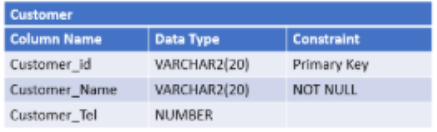 Customer
Column Name Data Type Constraint
Customer_id VARCHAR2(20) Primary Key
Customer_Name VARCHAR2(20) NOT NULL
Customer_Tel NUMBER